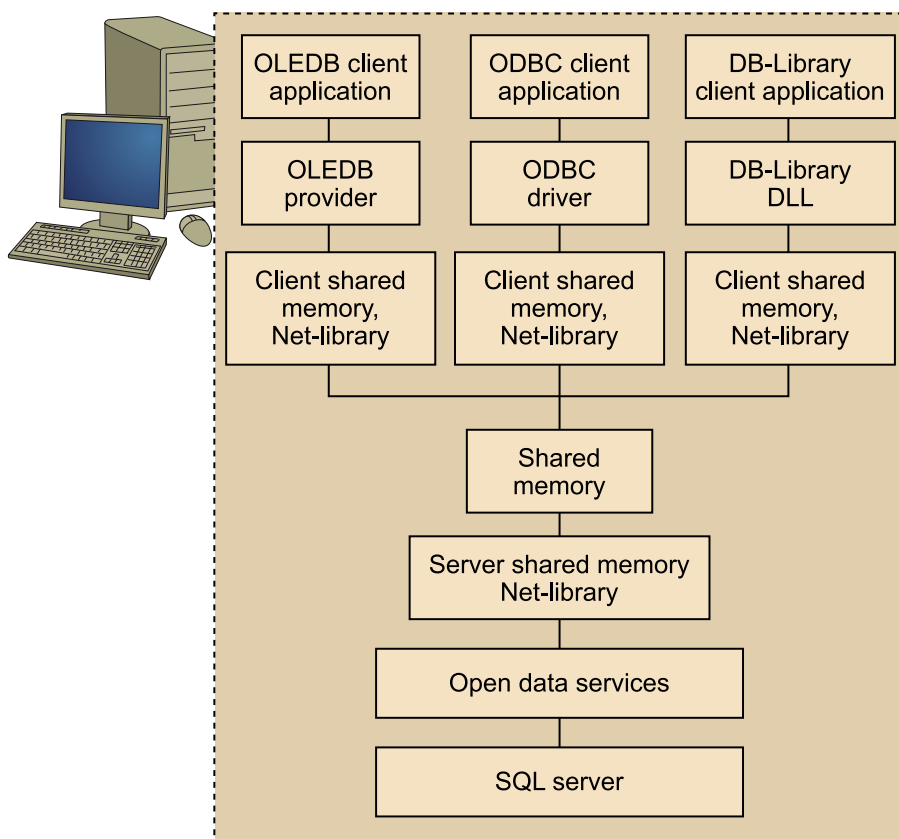 OLEDB client
application
ODBC client
application
DB-Library
client application
OLEDB
provider
ODBC
driver
DB-Library
DLL
Client shared
memory,
Net-library
Client shared
memory,
Net-library
Client shared
memory,
Net-library
Shared
memory
Server shared memory
Net-library
Open data services
SQL server